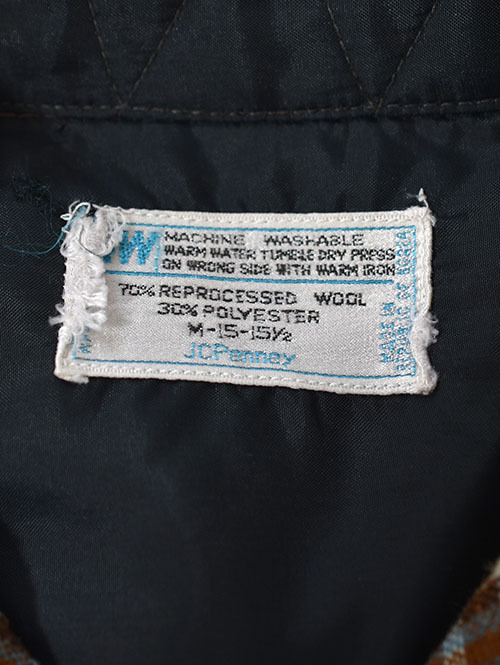 W
MACHINE WASHABLE
WARM WATER TUMBLE DRY PRESS
ON WRONG SIDE WITH WARM IRON
70% REPROCESSED WOOL
30% POLYESTER
M-15-15½
JCPenney
MADE IN
REPUBLIC OF KOREA